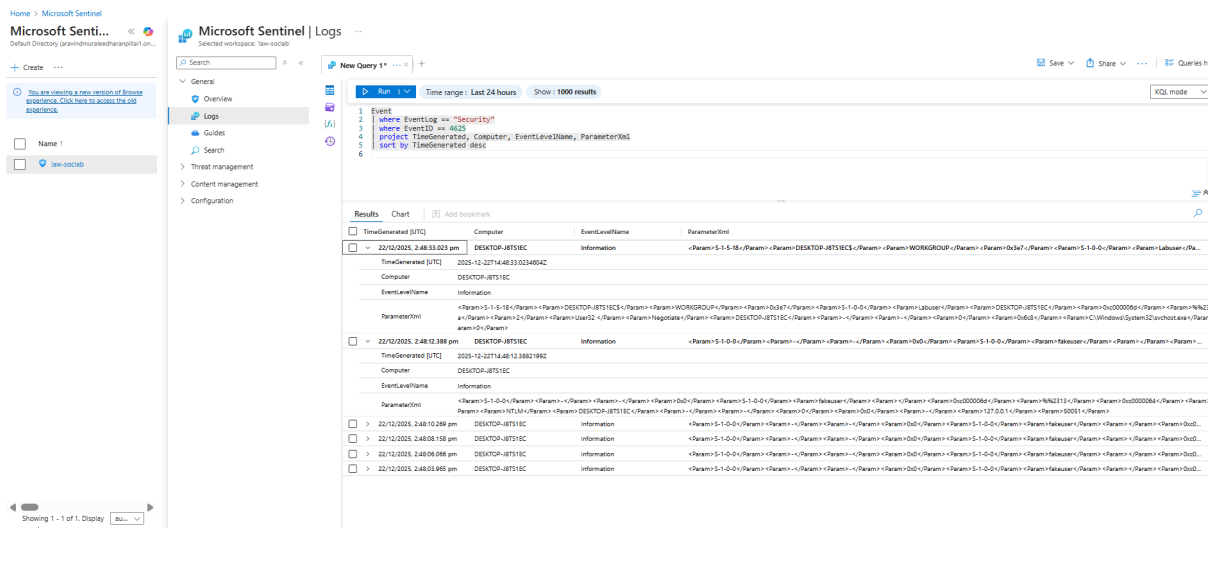 Home > Microsoft Sentinel
Microsoft Senti...
Default Directory (aravindmuraleedharanpillai1.on...
+ Create ...
You are viewing a new version of Browse experience. Click here to access the old experience.
Name ↑
law-soclab
Showing 1 - 1 of 1. Display au...
Microsoft Sentinel | Logs ...
Selected workspace: 'law-soclab'
Search
General
Overview
Logs
Guides
Search
Threat management
Content management
Configuration
New Query 1* ... × +
Save Share ... Queries h
Run Time range : Last 24 hours Show : 1000 results KQL mode
1 Event
2 | where EventLog == "Security"
3 | where EventID == 4625
4 | project TimeGenerated, Computer, EventLevelName, ParameterXml
5 | sort by TimeGenerated desc
6
Results Chart Add bookmark
TimeGenerated [UTC] Computer EventLevelName ParameterXml
22/12/2025, 2:48:33.023 pm DESKTOP-J8TS1EC Information <Param>S-1-5-18</Param><Param>DESKTOP-J8TS1EC$</Param><Param>WORKGROUP</Param><Param>0x3e7</Param><Param>S-1-0-0</Param><Param>Labuser</Pa...
TimeGenerated [UTC] 2025-12-22T14:48:33.0234604Z
Computer DESKTOP-J8TS1EC
EventLevelName Information
ParameterXml <Param>S-1-5-18</Param><Param>DESKTOP-J8TS1EC$</Param><Param>WORKGROUP</Param><Param>0x3e7</Param><Param>S-1-0-0</Param><Param>Labuser</Param><Param>DESKTOP-J8TS1EC</Param><Param>0xc000006d</Param><Param>%%23
a</Param><Param>2</Param><Param>User32 </Param><Param>Negotiate</Param><Param>DESKTOP-J8TS1EC</Param><Param>-</Param><Param>-</Param><Param>0</Param><Param>0x6c8</Param><Param>C:\Windows\System32\svchost.exe</Param
aram>0</Param>
22/12/2025, 2:48:12.388 pm DESKTOP-J8TS1EC Information <Param>S-1-0-0</Param><Param>-</Param><Param>-</Param><Param>0x0</Param><Param>S-1-0-0</Param><Param>fakeuser</Param><Param> </Param><Param>...
TimeGenerated [UTC] 2025-12-22T14:48:12.3882199Z
Computer DESKTOP-J8TS1EC
EventLevelName Information
ParameterXml <Param>S-1-0-0</Param><Param>-</Param><Param>-</Param><Param>0x0</Param><Param>S-1-0-0</Param><Param>fakeuser</Param><Param> </Param><Param>0xc000006d</Param><Param>%%2313</Param><Param>0xc0000064</Param><Param>
Param><Param>NTLM</Param><Param>DESKTOP-J8TS1EC</Param><Param>-</Param><Param>-</Param><Param>0</Param><Param>0x0</Param><Param>-</Param><Param>127.0.0.1</Param><Param>50051</Param>
22/12/2025, 2:48:10.269 pm DESKTOP-J8TS1EC Information <Param>S-1-0-0</Param><Param>-</Param><Param>-</Param><Param>0x0</Param><Param>S-1-0-0</Param><Param>fakeuser</Param><Param> </Param><Param>0xc0...
22/12/2025, 2:48:08.158 pm DESKTOP-J8TS1EC Information <Param>S-1-0-0</Param><Param>-</Param><Param>-</Param><Param>0x0</Param><Param>S-1-0-0</Param><Param>fakeuser</Param><Param> </Param><Param>0xc0...
22/12/2025, 2:48:06.066 pm DESKTOP-J8TS1EC Information <Param>S-1-0-0</Param><Param>-</Param><Param>-</Param><Param>0x0</Param><Param>S-1-0-0</Param><Param>fakeuser</Param><Param> </Param><Param>0xc0...
22/12/2025, 2:48:03.965 pm DESKTOP-J8TS1EC Information <Param>S-1-0-0</Param><Param>-</Param><Param>-</Param><Param>0x0</Param><Param>S-1-0-0</Param><Param>fakeuser</Param><Param> </Param><Param>0xc0...